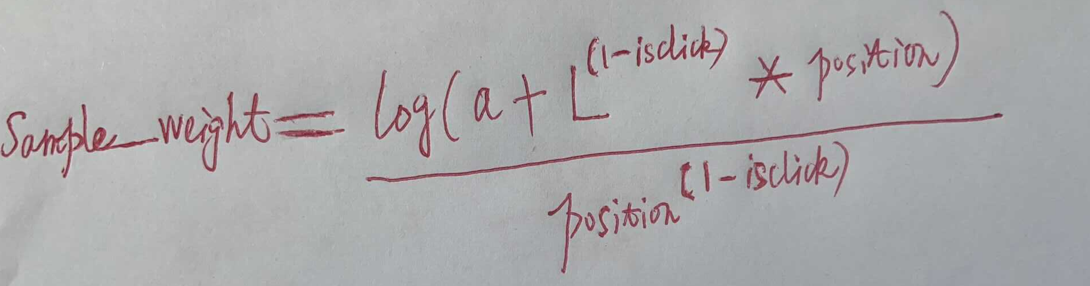 Sample_weight = log(a + L^(1-isclick) * position)
position^(1-isclick)